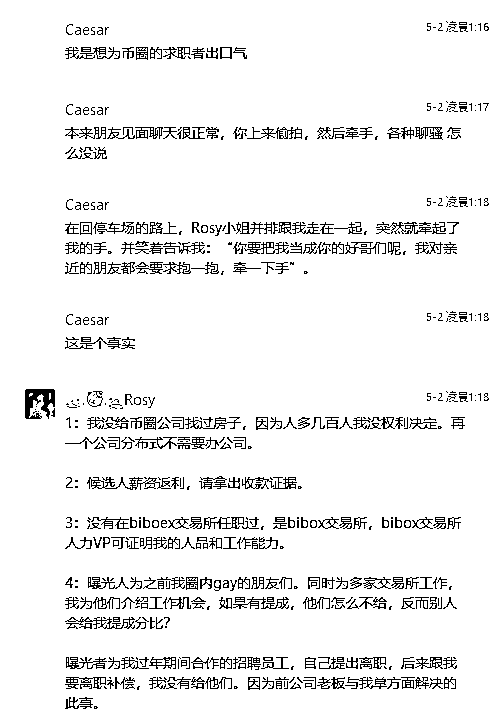 Caesar
5-2 凌晨1:16
我是想为币圈的求职者出口气
Caesar
5-2 凌晨1:17
本来朋友见面聊天很正常，你上来偷拍，然后牵手，各种聊骚 怎
么没说
Caesar
5-2 凌晨1:18
在回停车场的路上，Rosy小姐并排跟我走在一起，突然就牵起了
我的手。并笑着告诉我：“你要把我当成你的好哥们呢，我对亲
近的朋友都会要求抱一抱，牵一下手”。
Caesar
5-2 凌晨1:18
这是个事实
Rosy
5-2 凌晨1:18
1：我没给币圈公司找过房子，因为人多几百人我没权利决定。再
一个公司分布式不需要办公司。
2：候选人薪资返利，请拿出收款证据。
3：没有在biboex交易所任职过，是bibox交易所，bibox交易所
人力VP可证明我的人品和工作能力。
4：曝光人为之前我圈内gay的朋友们。同时为多家交易所工作，
我为他们介绍工作机会，如果有提成，他们怎么不给，反而别人
会给我提成分比？
曝光者为我过年期间合作的招聘员工，自己提出离职，后来跟我
要离职补偿，我没有给他们。因为前公司老板与我单方面解决的
此事。